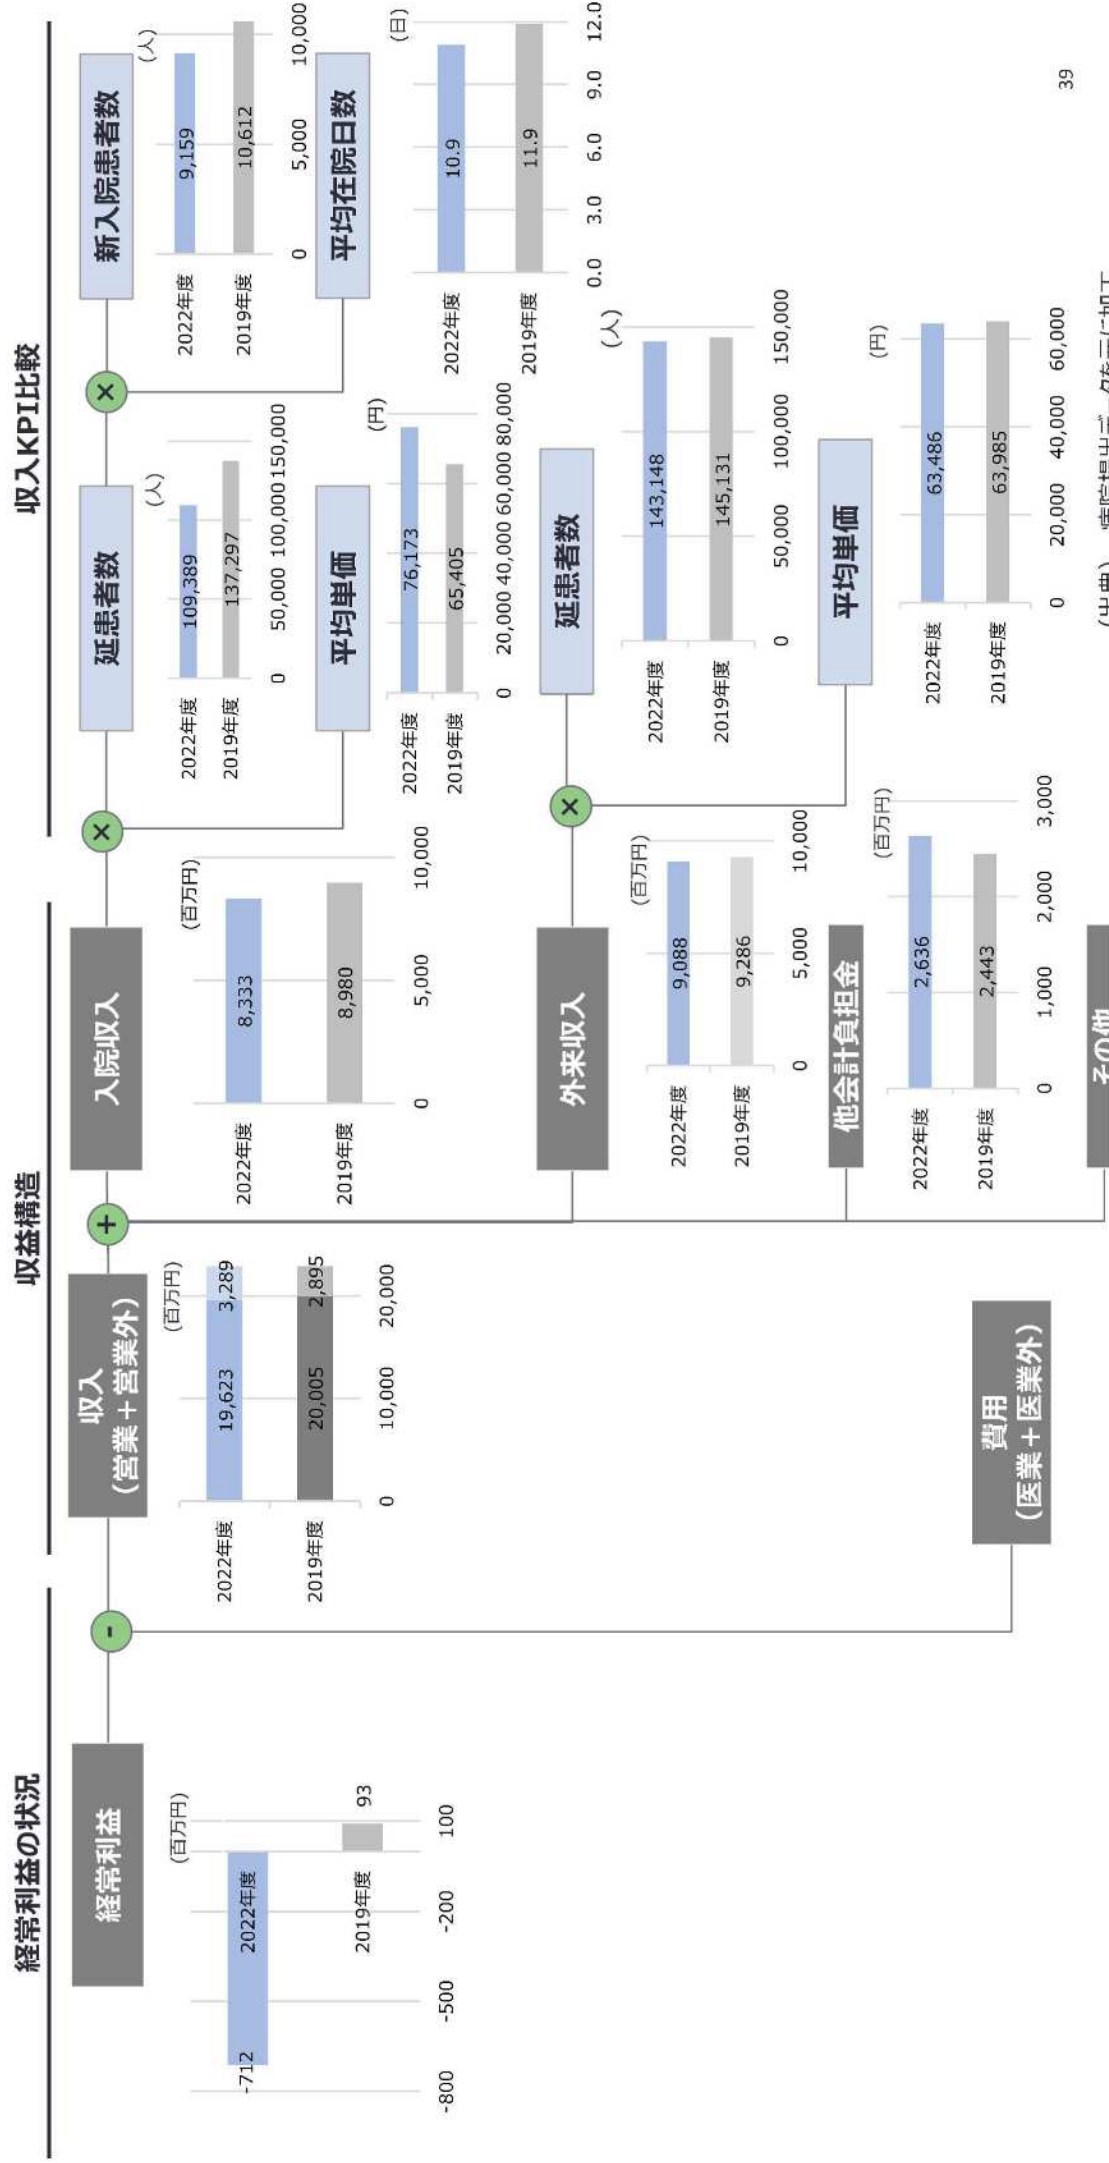 経常利益の状況
収益構造
収入KPI比較
経常利益
(百万円)
2022年度
-712
2019年度
93
-800
-500
-200
100
-
収入
(営業+営業外)
(百万円)
2022年度
19,623
3,289
2019年度
20,005
2,895
0
10,000
20,000
費用
(医業+医業外)
+
入院収入
(百万円)
2022年度
8,333
2019年度
8,980
0
5,000
10,000
×
延患者数
(人)
2022年度
109,389
2019年度
137,297
0
50,000
100,000
150,000
×
新入院患者数
(人)
2022年度
9,159
2019年度
10,612
0
5,000
10,000
平均単価
(円)
2022年度
76,173
2019年度
65,405
0
20,000
40,000
60,000
80,000
平均在院日数
(日)
2022年度
10.9
2019年度
11.9
0.0
3.0
6.0
9.0
12.0
外来収入
(百万円)
2022年度
9,088
2019年度
9,286
0
5,000
10,000
×
延患者数
(人)
2022年度
143,148
2019年度
145,131
0
50,000
100,000
150,000
他会計負担金
(百万円)
2022年度
2,636
2019年度
2,443
0
1,000
2,000
3,000
平均単価
(円)
2022年度
63,486
2019年度
63,985
0
20,000
40,000
60,000
その他
(出典) 病院提出データを元に加工
39